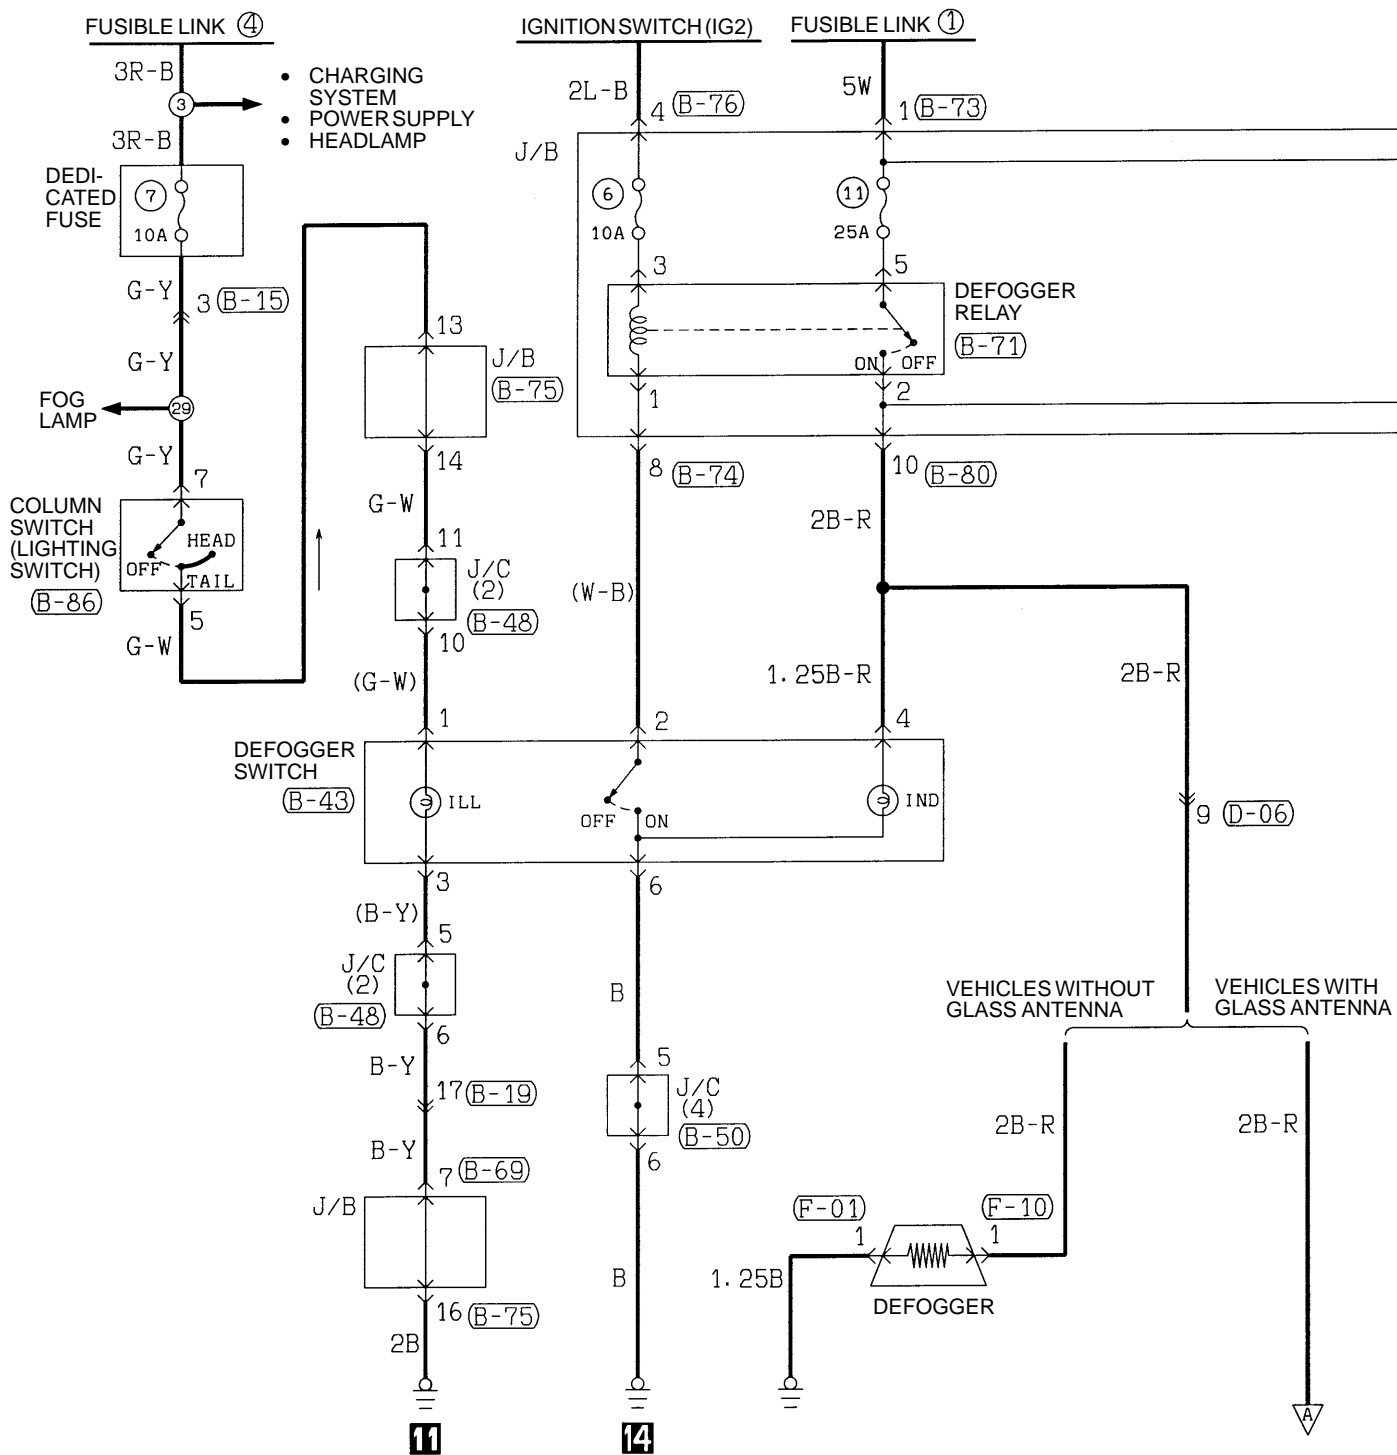 FUSIBLE LINK ④
IGNITION SWITCH (IG2)
FUSIBLE LINK ①
3R-B
3
• CHARGING
SYSTEM
• POWER SUPPLY
• HEADLAMP
3R-B
DEDI-
CATED
FUSE
7
10A
G-Y
3 B-15
G-Y
FOG
LAMP
29
G-Y
7
COLUMN
SWITCH
(LIGHTING
SWITCH)
B-86
HEAD
OFF
TAIL
5
G-W
13
J/B
B-75
14
G-W
11
J/C
(2)
B-48
10
(G-W)
1
2L-B
4 B-76
5W
1 B-73
J/B
6
10A
11
25A
3
5
DEFOGGER
RELAY
B-71
ON OFF
1
2
8 B-74
10 B-80
2B-R
(W-B)
1.25B-R
2B-R
2
4
DEFOGGER
SWITCH
B-43
ILL
OFF ON
IND
9 D-06
3
6
(B-Y)
5
J/C
(2)
B-48
6
B-Y
17 B-19
B-Y
7 B-69
J/B
16 B-75
2B
11
B
5
J/C
(4)
B-50
6
B
14
VEHICLES WITHOUT
GLASS ANTENNA
VEHICLES WITH
GLASS ANTENNA
2B-R
2B-R
F-01
F-10
1
1
1.25B
DEFOGGER
A